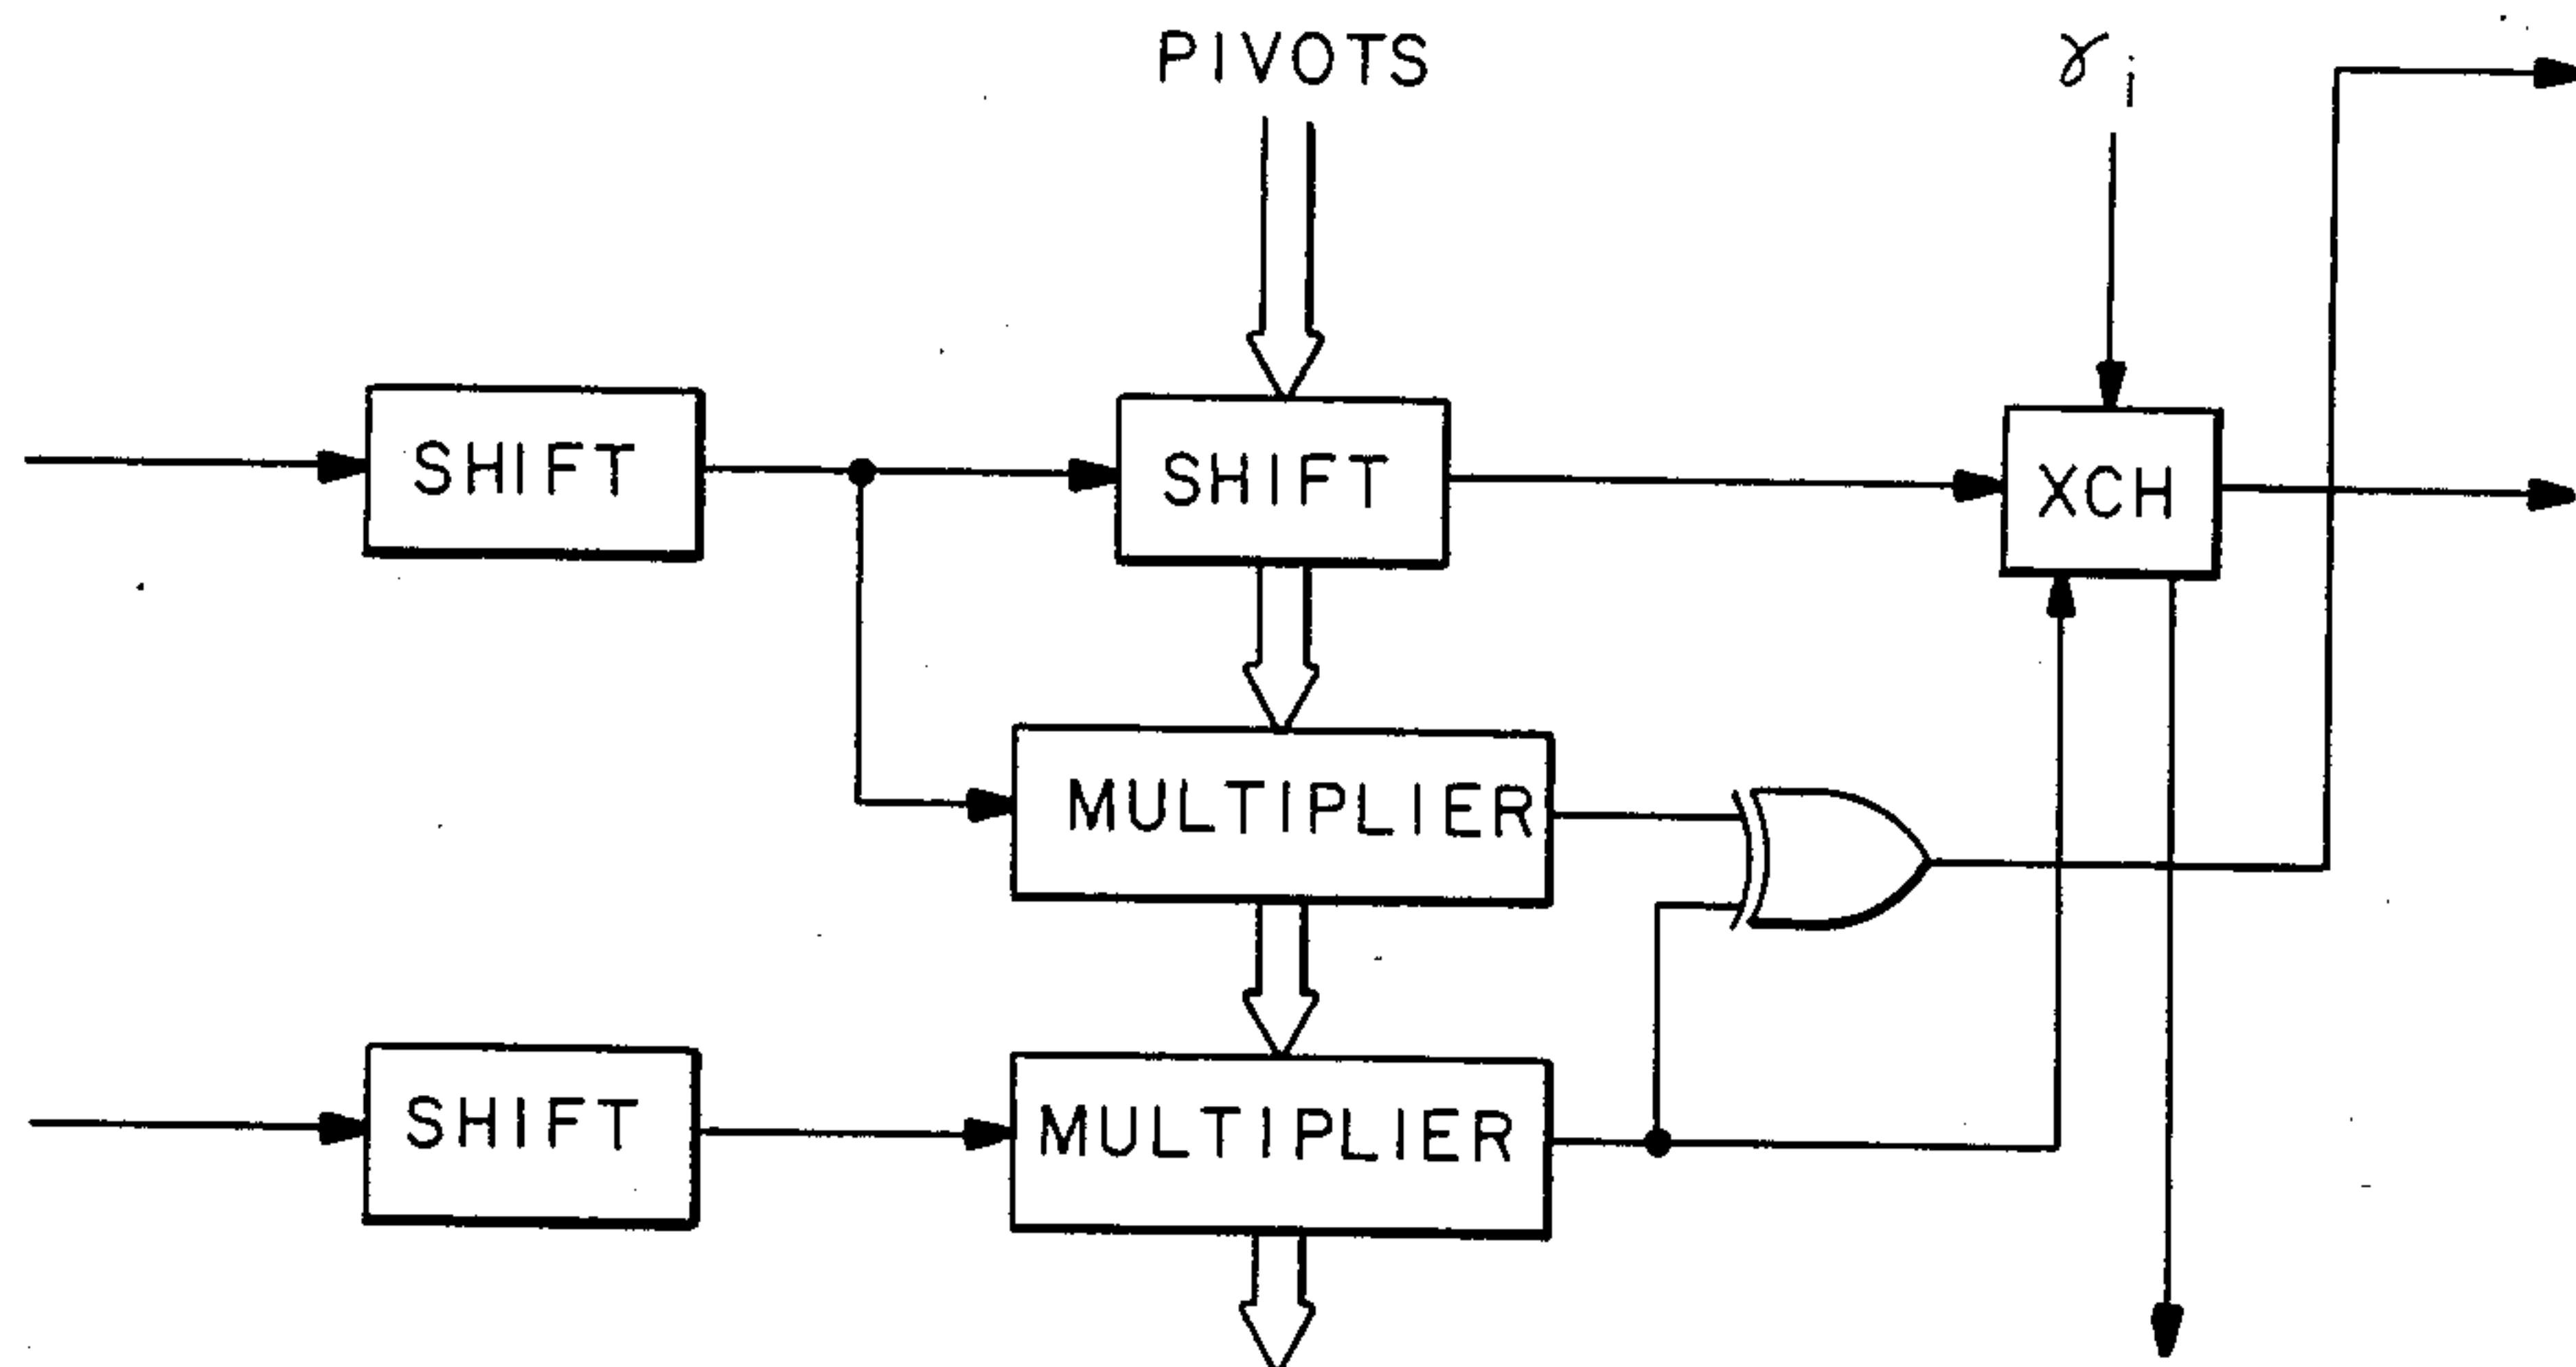 PIVOTS
γi
SHIFT
SHIFT
XCH
MULTIPLIER
SHIFT
MULTIPLIER